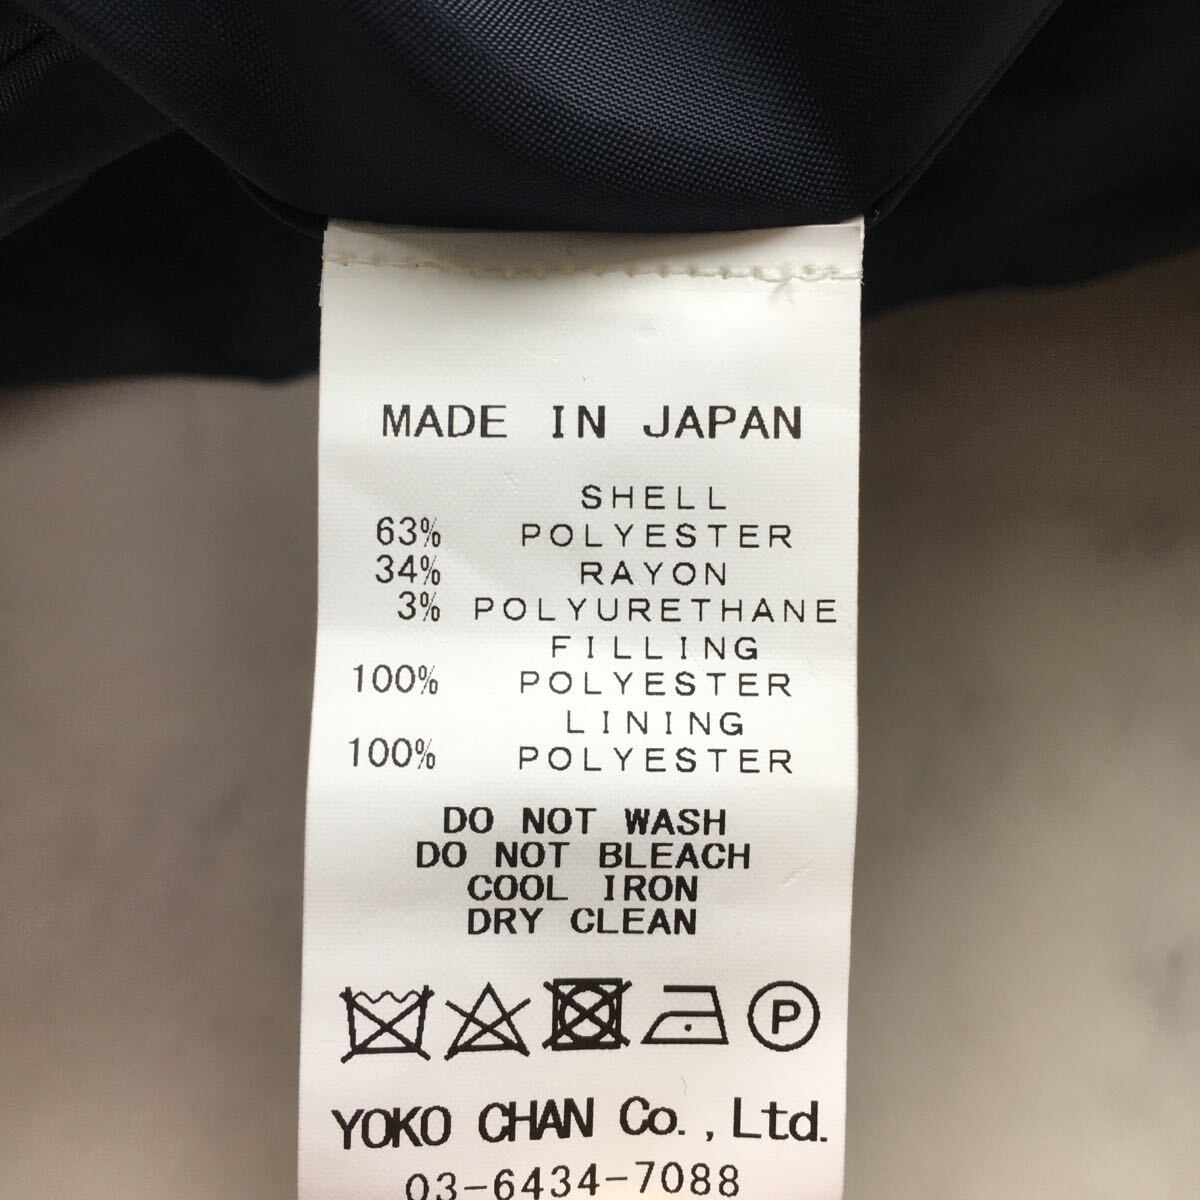 MADE IN JAPAN
SHELL
63% POLYESTER
34% RAYON
3% POLYURETHANE
FILLING
100% POLYESTER
LINING
100% POLYESTER
DO NOT WASH
DO NOT BLEACH
COOL IRON
DRY CLEAN
P
YOKO CHAN Co., Ltd.
03-6434-7088